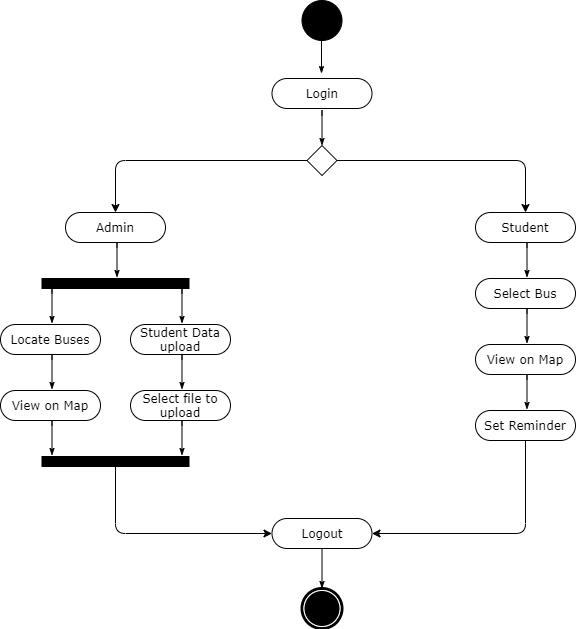 Login
Admin
Student
Select Bus
Locate Buses
Student Data
upload
View on Map
View on Map
Select file to
upload
Set Reminder
Logout